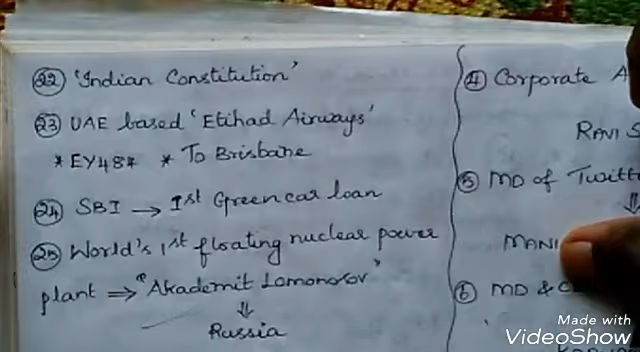 22 'Indian Constitution'
23 UAE based 'Etihad Airways'
*EY484 * To Brisbane
24 SBI → 1st Green car loan
25 World's 1st floating nuclear power
plant ⇒ "Akademit Lomonosov"
⇓
Russia
4 Corporate A
RAVI S
5 MD of Twitt
⇓
MANI
6 MD & C
Made with
VideoShow